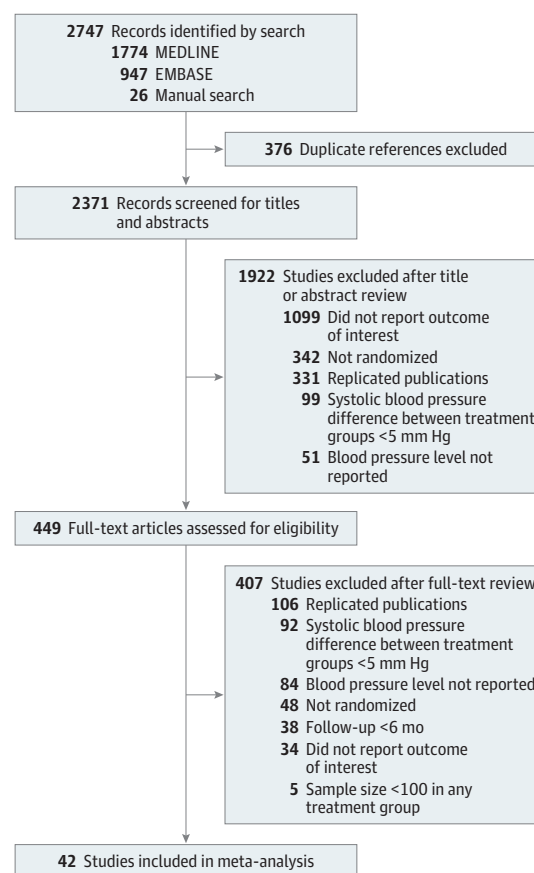 2747 Records identified by search
1774 MEDLINE
947 EMBASE
26 Manual search
376 Duplicate references excluded
2371 Records screened for titles
and abstracts
1922 Studies excluded after title
or abstract review
1099 Did not report outcome
of interest
342 Not randomized
331 Replicated publications
99 Systolic blood pressure
difference between treatment
groups <5 mm Hg
51 Blood pressure level not
reported
449 Full-text articles assessed for eligibility
407 Studies excluded after full-text review
106 Replicated publications
92 Systolic blood pressure
difference between treatment
groups <5 mm Hg
84 Blood pressure level not reported
48 Not randomized
38 Follow-up <6 mo
34 Did not report outcome
of interest
5 Sample size <100 in any
treatment group
42 Studies included in meta-analysis